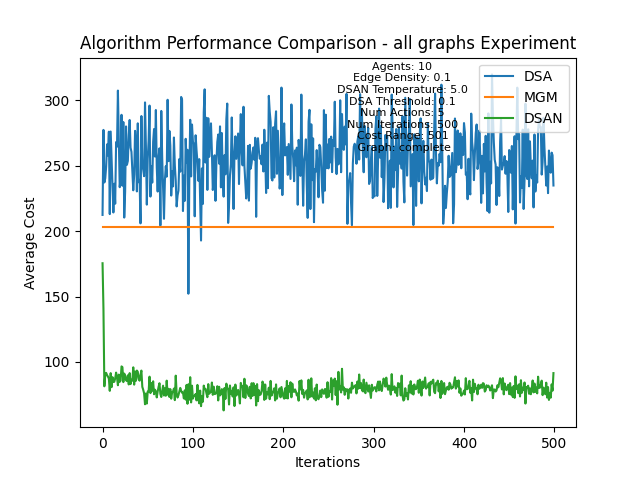 Algorithm Performance Comparison - all graphs Experiment
Agents: 10
Edge Density: 0.1
DSAN Temperature: 5.0
DSA Threshold: 0.1
Num Actions: 5
Num Iterations: 500
Cost Range: 501
Graph: complete
DSA
MGM
DSAN
Average Cost
300
250
200
150
100
0
100
200
300
400
500
Iterations